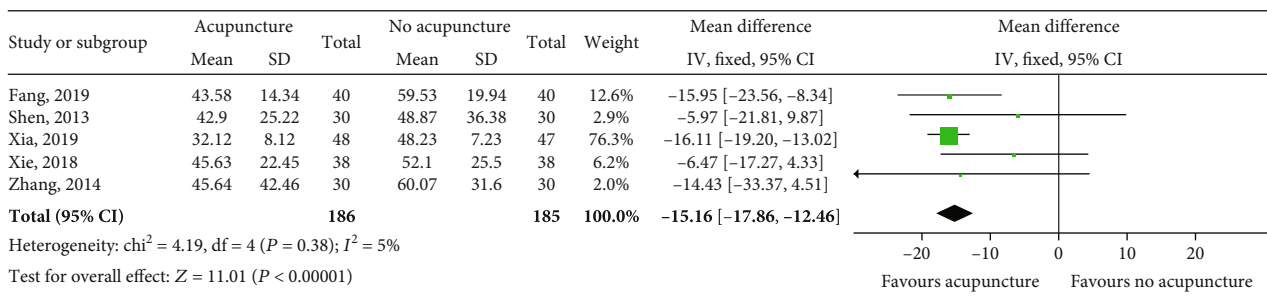 Study or subgroup Acupuncture Total No acupuncture Total Weight Mean difference Mean difference
Mean SD Mean SD IV, fixed, 95% CI IV, fixed, 95% CI
Fang, 2019 43.58 14.34 40 59.53 19.94 40 12.6% –15.95 [–23.56, –8.34]
Shen, 2013 42.9 25.22 30 48.87 36.38 30 2.9% –5.97 [–21.81, 9.87]
Xia, 2019 32.12 8.12 48 48.23 7.23 47 76.3% –16.11 [–19.20, –13.02]
Xie, 2018 45.63 22.45 38 52.1 25.5 38 6.2% –6.47 [–17.27, 4.33]
Zhang, 2014 45.64 42.46 30 60.07 31.6 30 2.0% –14.43 [–33.37, 4.51]
Total (95% CI) 186 185 100.0% –15.16 [–17.86, –12.46]
Heterogeneity: chi² = 4.19, df = 4 (P = 0.38); I² = 5%
Test for overall effect: Z = 11.01 (P < 0.00001)
–20 –10 0 10 20
Favours acupuncture Favours no acupuncture